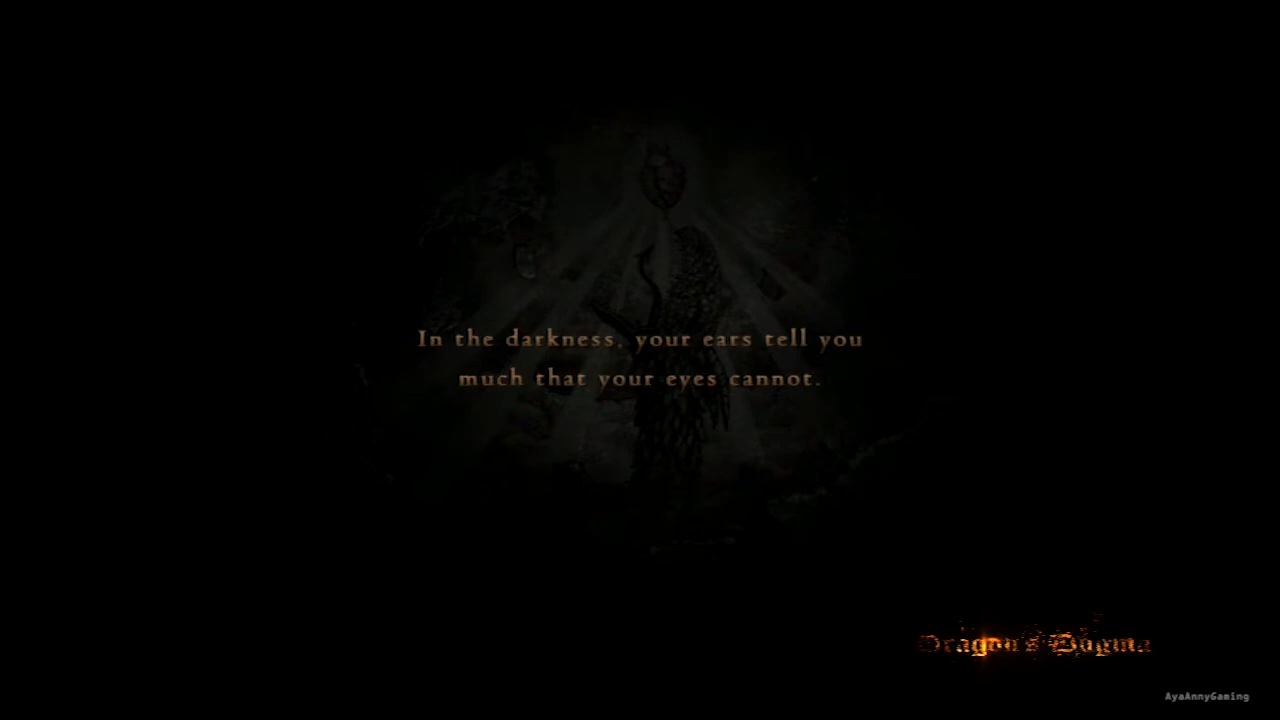 In the darkness, your ears tell you
much that your eyes cannot.
Dragon's Dogma
AyaAnnyGaming